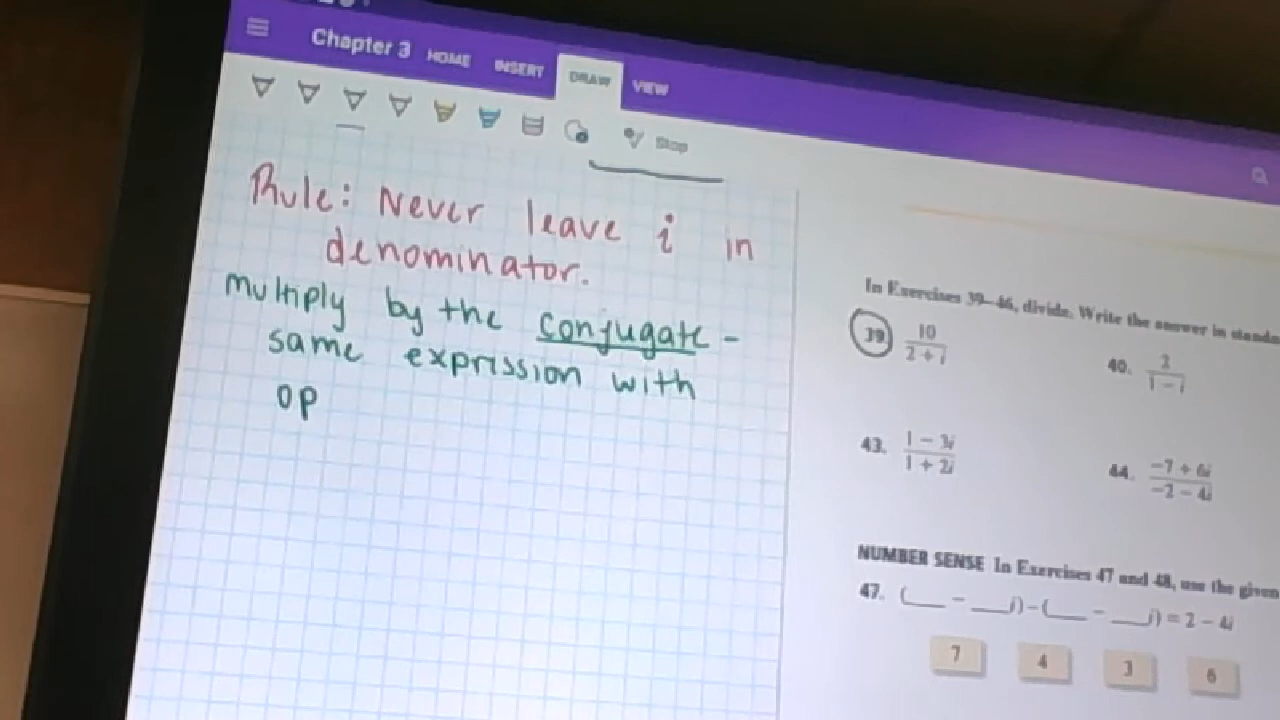 Chapter 3 HOME INSERT DRAW VIEW
Stop
Rule: Never leave i in
denominator.
multiply by the conjugate -
same exprission with
op
In Exercises 39–46, divide. Write the answer in standa
39. 10 / 2 + i
40. 2 / 1 − i
43. 1 − 3i / 1 + 2i
44. −7 + 6i / −2 − 4i
NUMBER SENSE In Exercises 47 and 48, use the given
47. (___ − ___i) − (___ − ___i) = 2 − 4i
7 4 3 6